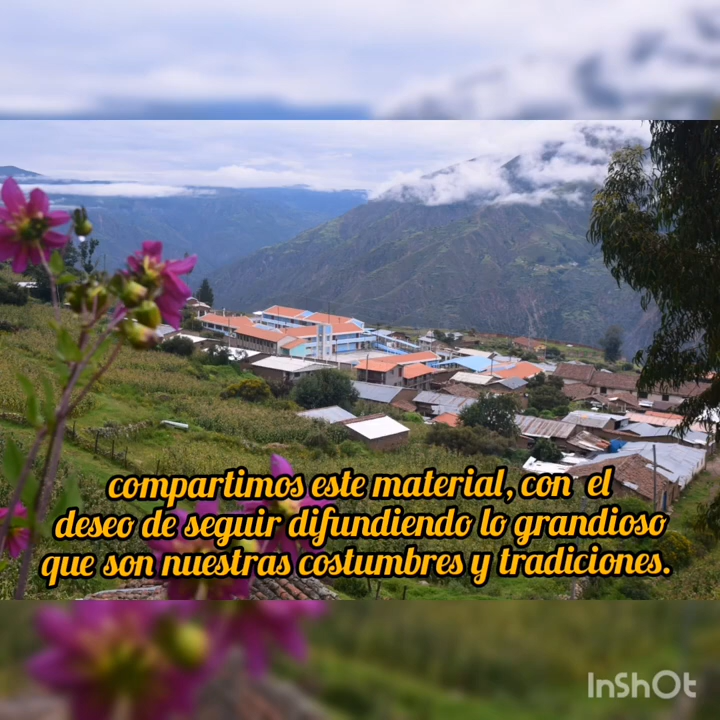 compartimos este material, con el
deseo de seguir difundiendo lo grandioso
que son nuestras costumbres y tradiciones.
InShOt